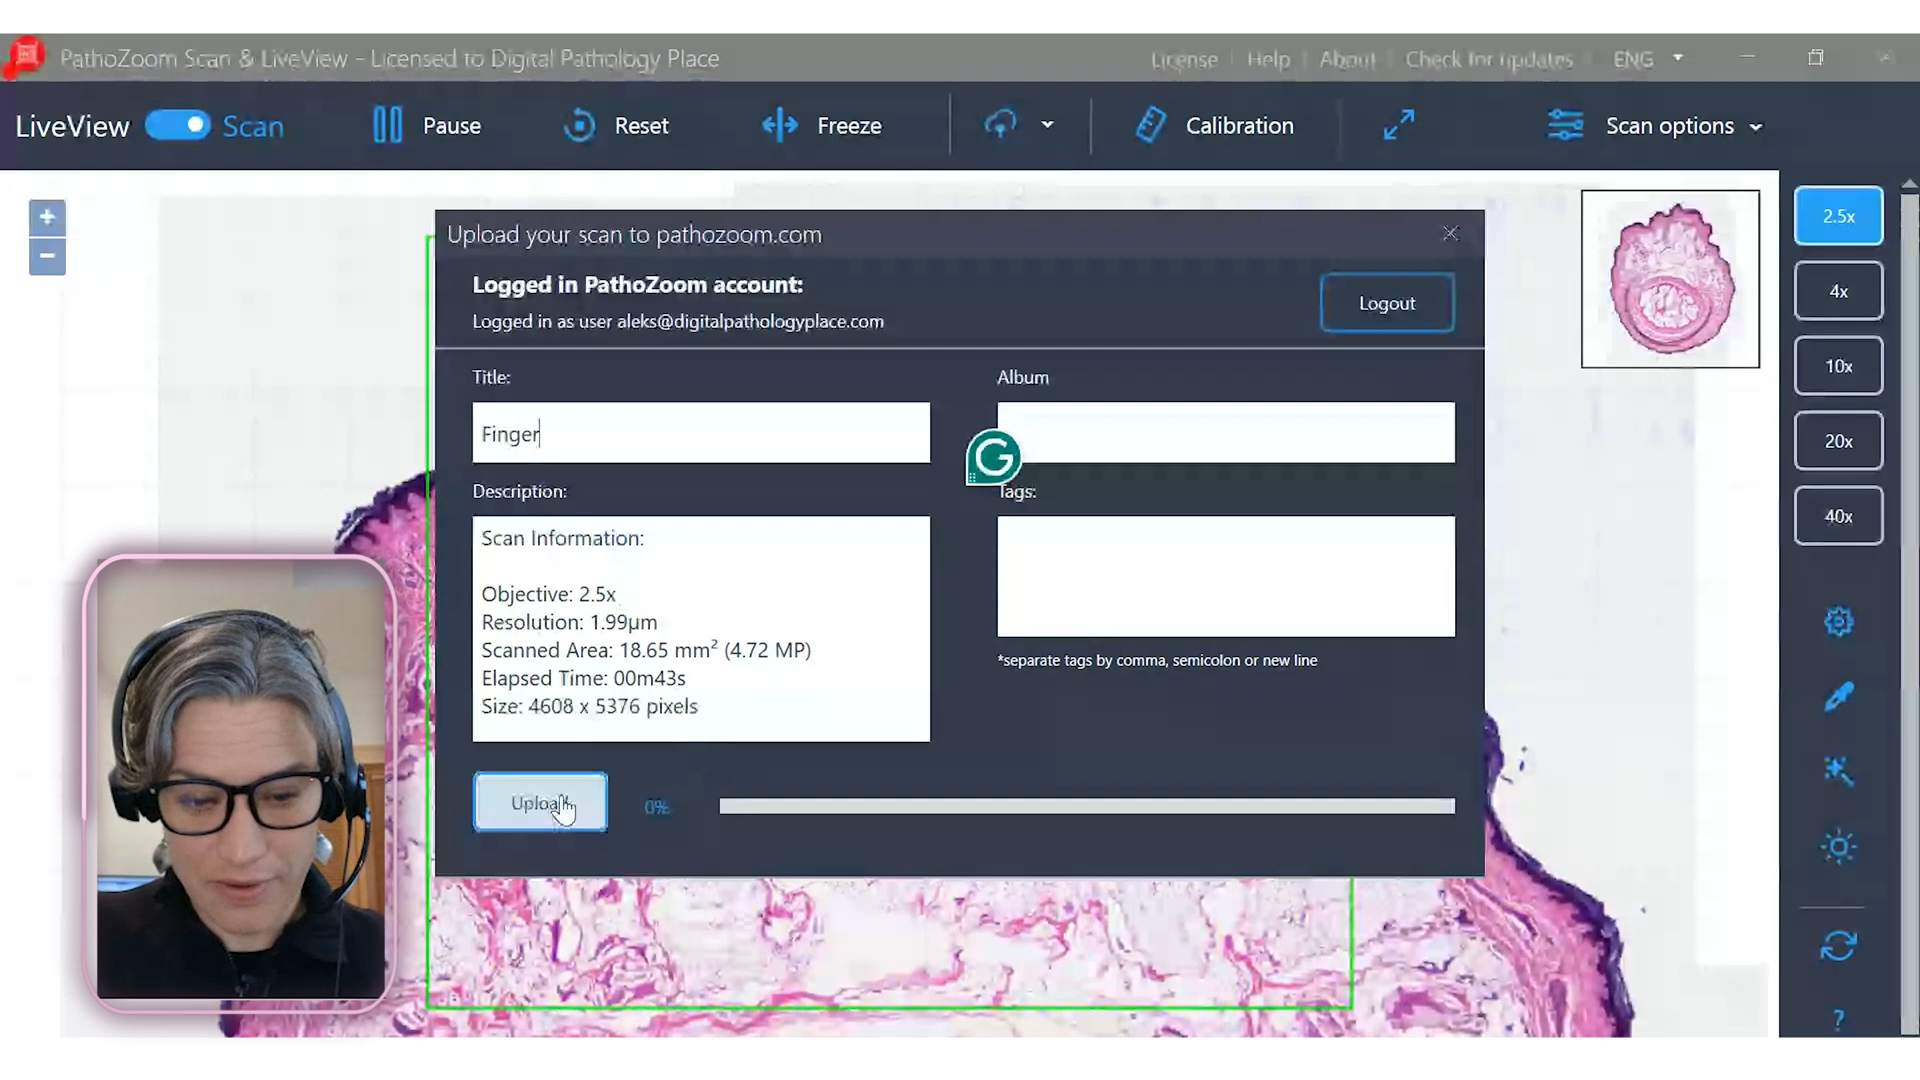 PathoZoom Scan & LiveView - Licensed to Digital Pathology Place
License
Help
About
Check for updates
ENG
LiveView
Scan
Pause
Reset
Freeze
Calibration
Scan options
Upload your scan to pathozoom.com
Logged in PathoZoom account:
Logged in as user aleks@digitalpathologyplace.com
Logout
Title:
Album
Finger
G
Description:
Tags:
Scan Information:
Objective: 2.5x
Resolution: 1.99µm
Scanned Area: 18.65 mm² (4.72 MP)
Elapsed Time: 00m43s
Size: 4608 x 5376 pixels
*separate tags by comma, semicolon or new line
Upload
0%
2.5x
4x
10x
20x
40x
?